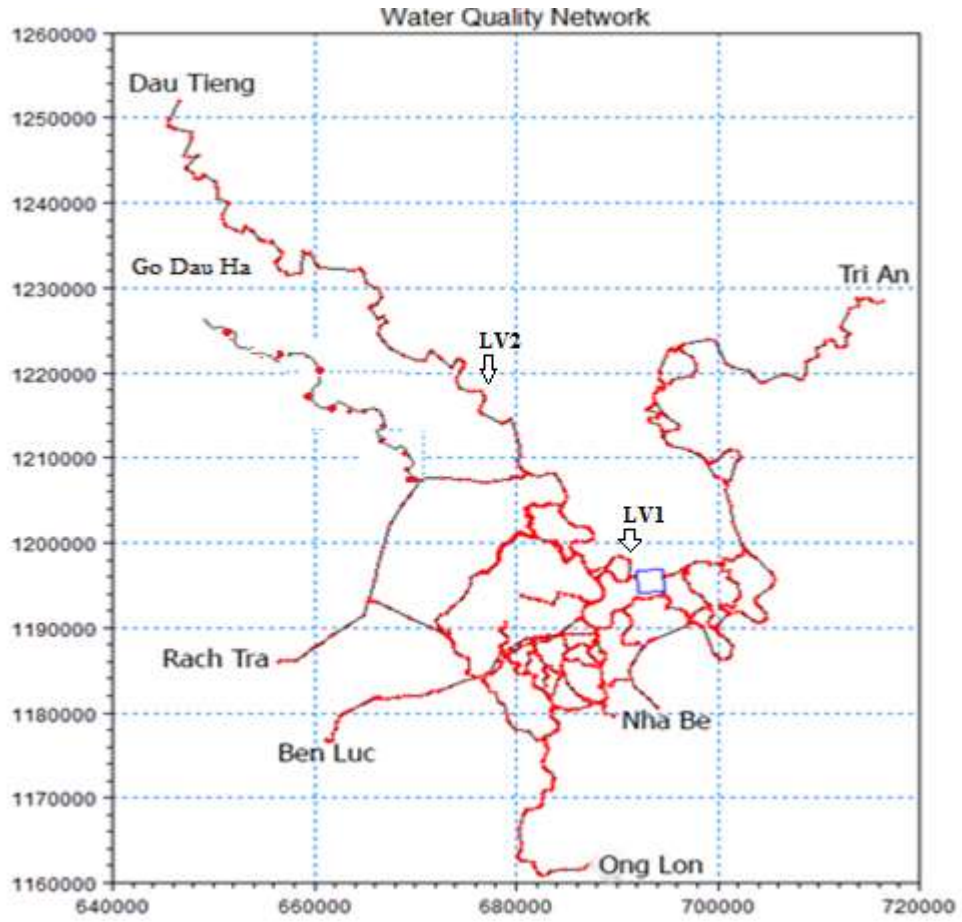 Water Quality Network
1260000
Dau Tieng
1250000
1240000
Go Dau Ha
1230000
Tri An
LV2
1220000
1210000
LV1
1200000
1190000
Rach Tra
1180000
Nha Be
Ben Luc
1170000
Ong Lon
1160000
640000 660000 680000 700000 720000